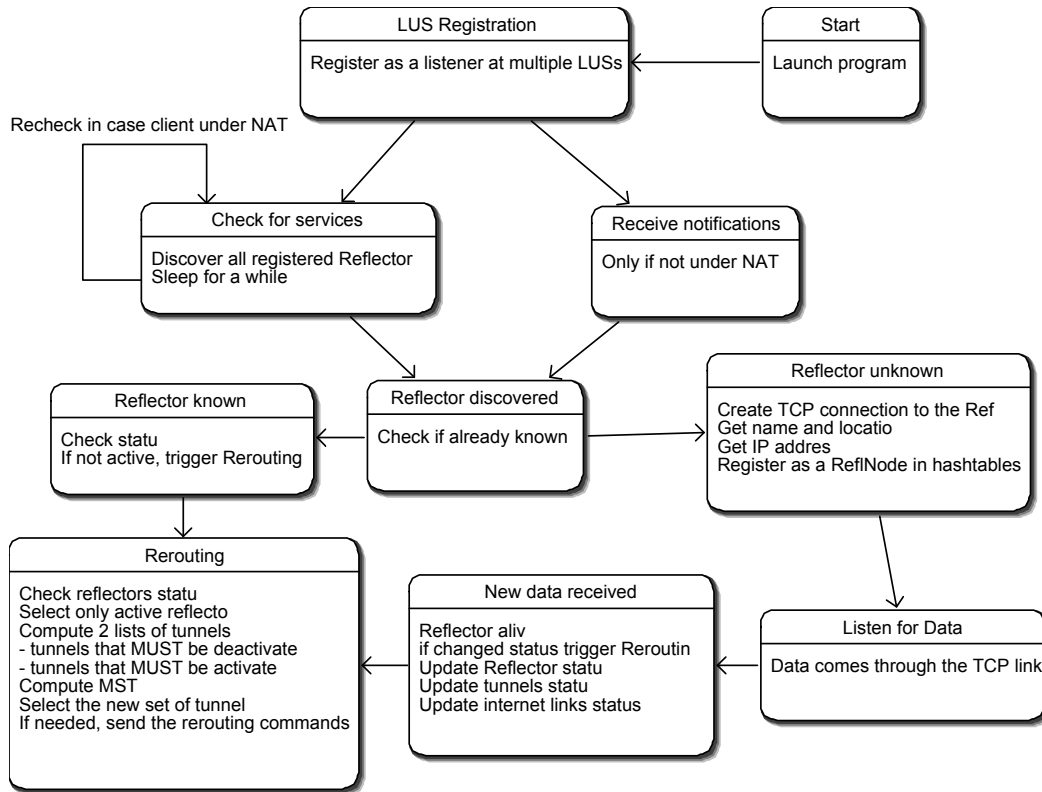 LUS Registration
Register as a listener at multiple LUSs
Start
Launch program
Recheck in case client under NAT
Check for services
Discover all registered Reflector
Sleep for a while
Receive notifications
Only if not under NAT
Reflector known
Check statu
If not active, trigger Rerouting
Reflector discovered
Check if already known
Reflector unknown
Create TCP connection to the Ref
Get name and locatio
Get IP addres
Register as a ReflNode in hashtables
Rerouting
Check reflectors statu
Select only active reflecto
Compute 2 lists of tunnels
- tunnels that MUST be deactivate
- tunnels that MUST be activate
Compute MST
Select the new set of tunnel
If needed, send the rerouting commands
New data received
Reflector aliv
if changed status trigger Reroutin
Update Reflector statu
Update tunnels statu
Update internet links status
Listen for Data
Data comes through the TCP link